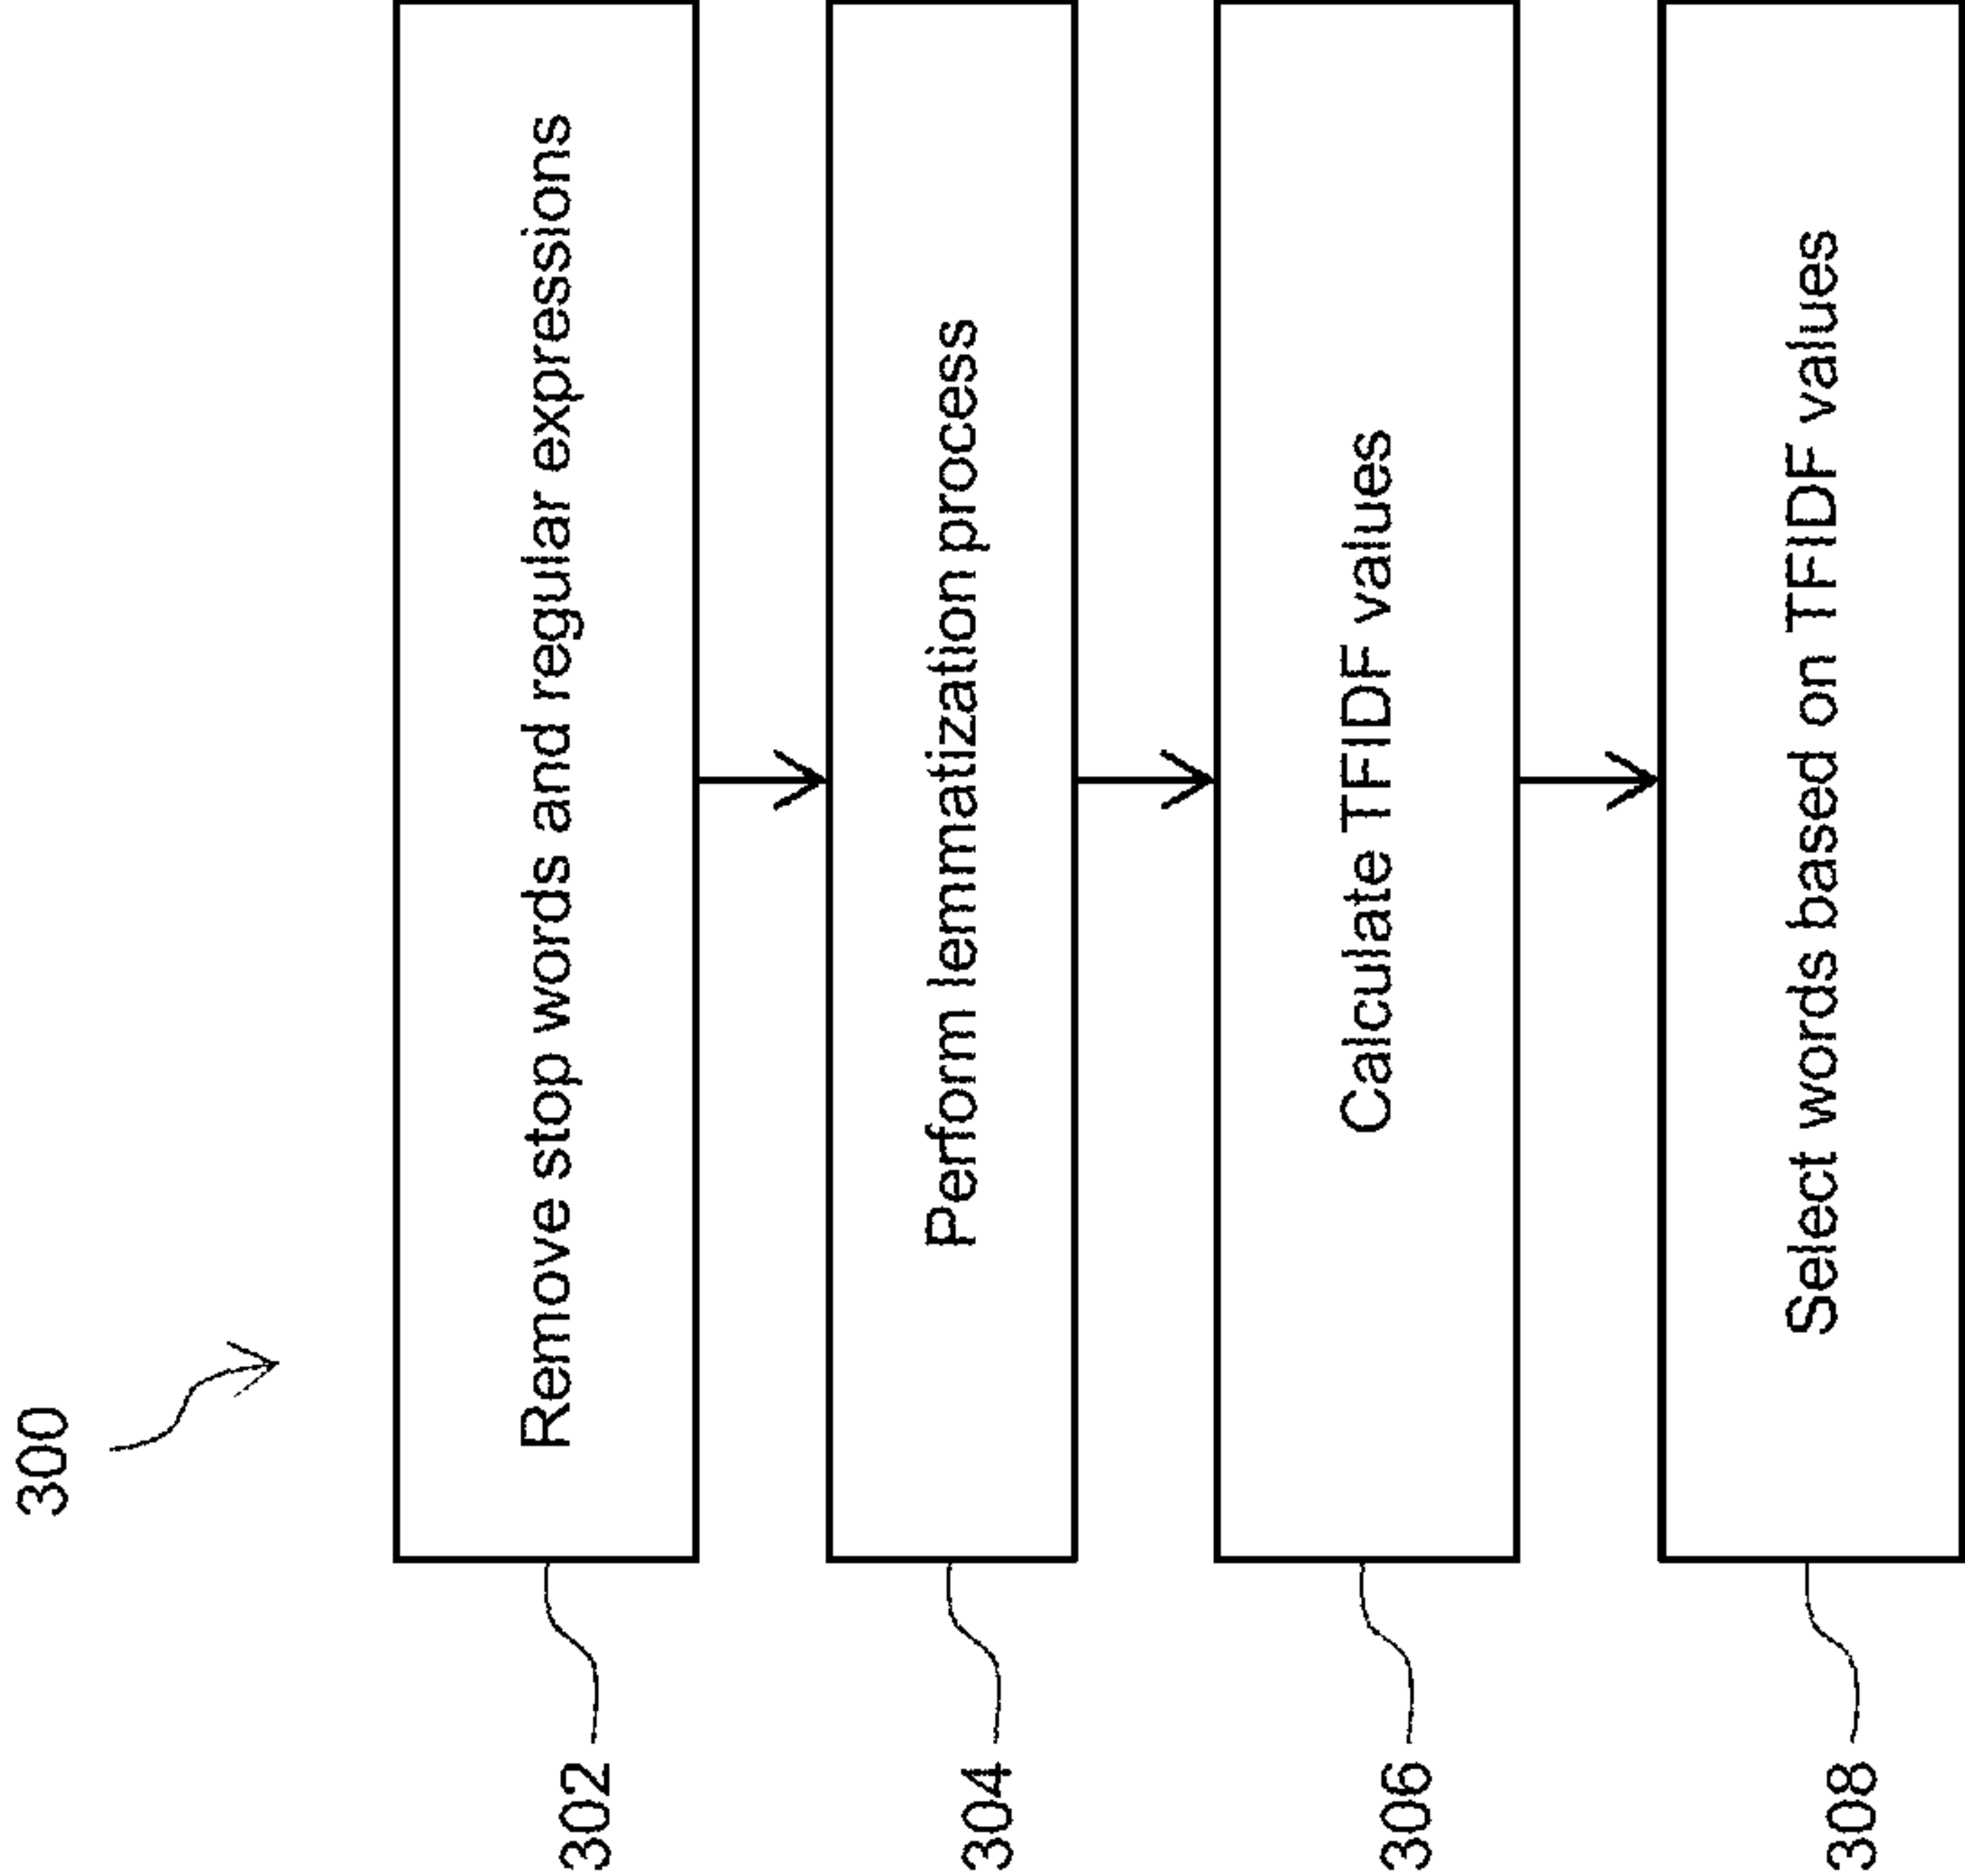 300
302
Remove stop words and regular expressions
304
Perform lemmatization process
306
Calculate TFIDF values
308
Select words based on TFIDF values